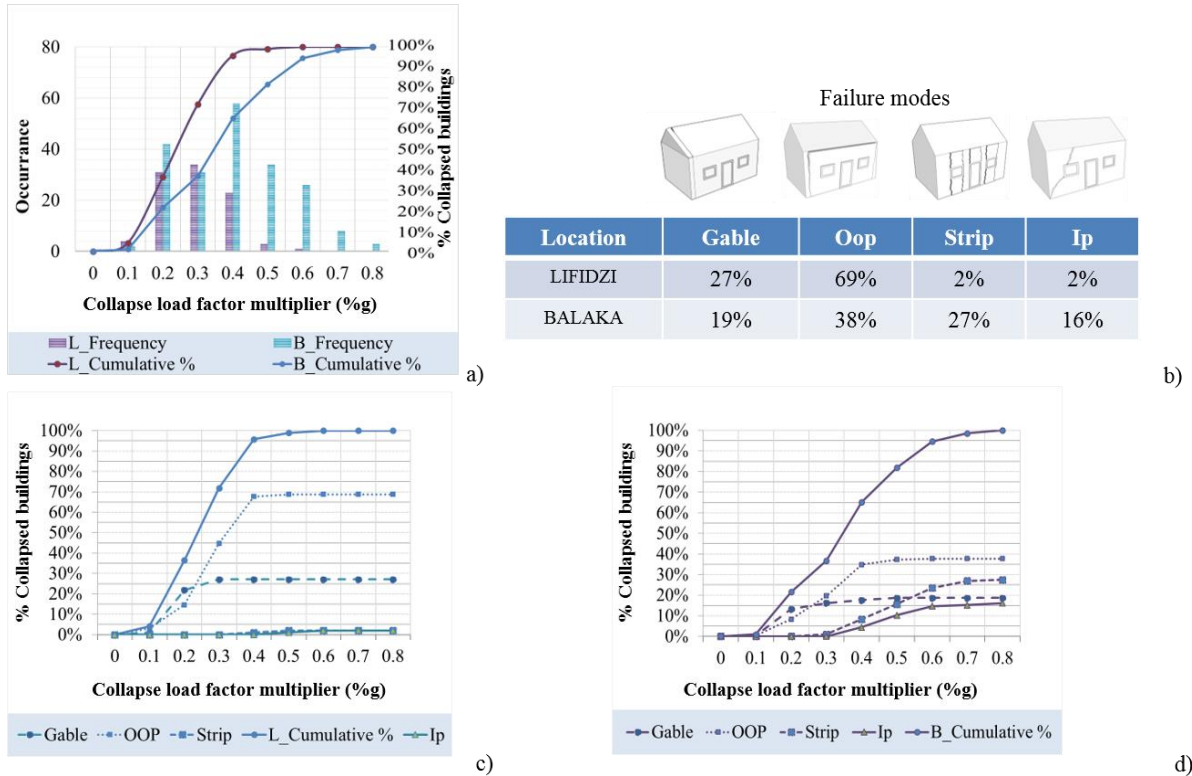 80
60
40
20
0
Occurrance
100%
90%
80%
70%
60%
50%
40%
30%
20%
10%
0%
% Collapsed buildings
0 0.1 0.2 0.3 0.4 0.5 0.6 0.7 0.8
Collapse load factor multiplier (%g)
L_Frequency B_Frequency
L_Cumulative % B_Cumulative %
a)
Failure modes
Location Gable Oop Strip Ip
LIFIDZI 27% 69% 2% 2%
BALAKA 19% 38% 27% 16%
b)
100%
90%
80%
70%
60%
50%
40%
30%
20%
10%
0%
% Collapsed buildings
0 0.1 0.2 0.3 0.4 0.5 0.6 0.7 0.8
Collapse load factor multiplier (%g)
Gable OOP Strip L_Cumulative % Ip
c)
100%
90%
80%
70%
60%
50%
40%
30%
20%
10%
0%
% Collapsed buildings
0 0.1 0.2 0.3 0.4 0.5 0.6 0.7 0.8
Collapse load factor multiplier (%g)
Gable OOP Strip Ip B_Cumulative %
d)